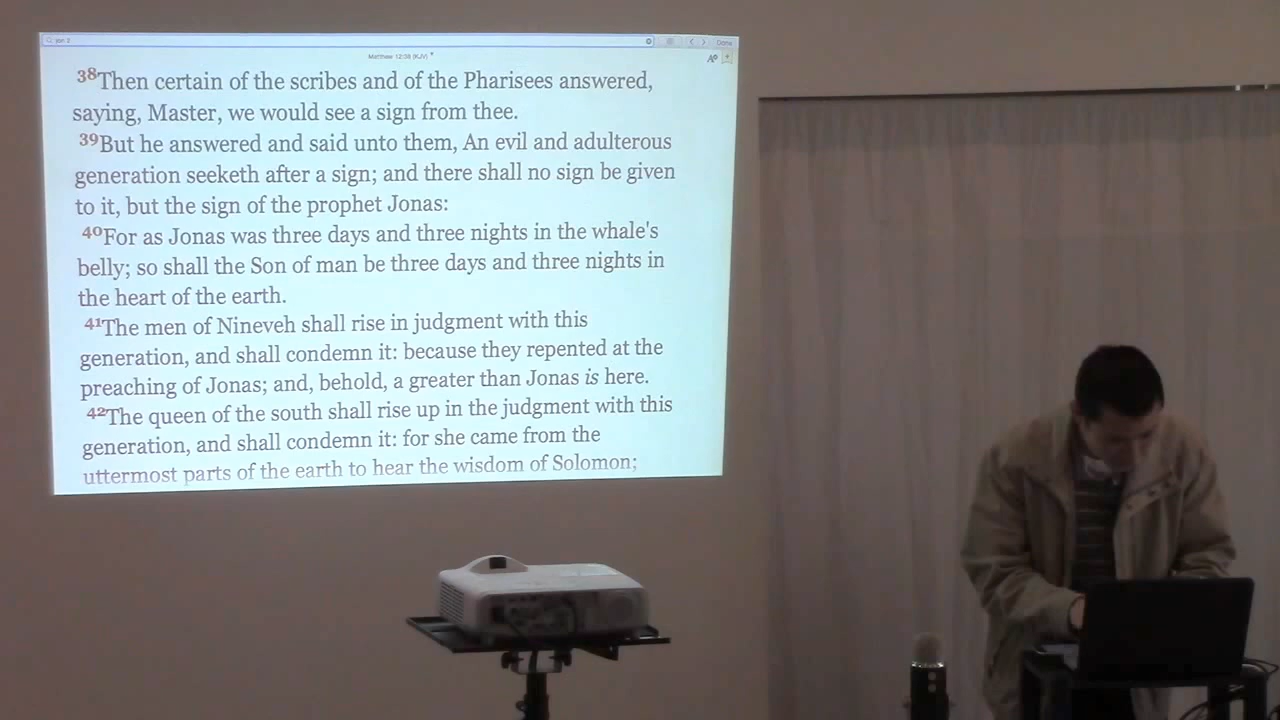 jon 2
Done
Matthew 12:38 (KJV)
38Then certain of the scribes and of the Pharisees answered,
saying, Master, we would see a sign from thee.
39But he answered and said unto them, An evil and adulterous
generation seeketh after a sign; and there shall no sign be given
to it, but the sign of the prophet Jonas:
40For as Jonas was three days and three nights in the whale's
belly; so shall the Son of man be three days and three nights in
the heart of the earth.
41The men of Nineveh shall rise in judgment with this
generation, and shall condemn it: because they repented at the
preaching of Jonas; and, behold, a greater than Jonas is here.
42The queen of the south shall rise up in the judgment with this
generation, and shall condemn it: for she came from the
uttermost parts of the earth to hear the wisdom of Solomon;